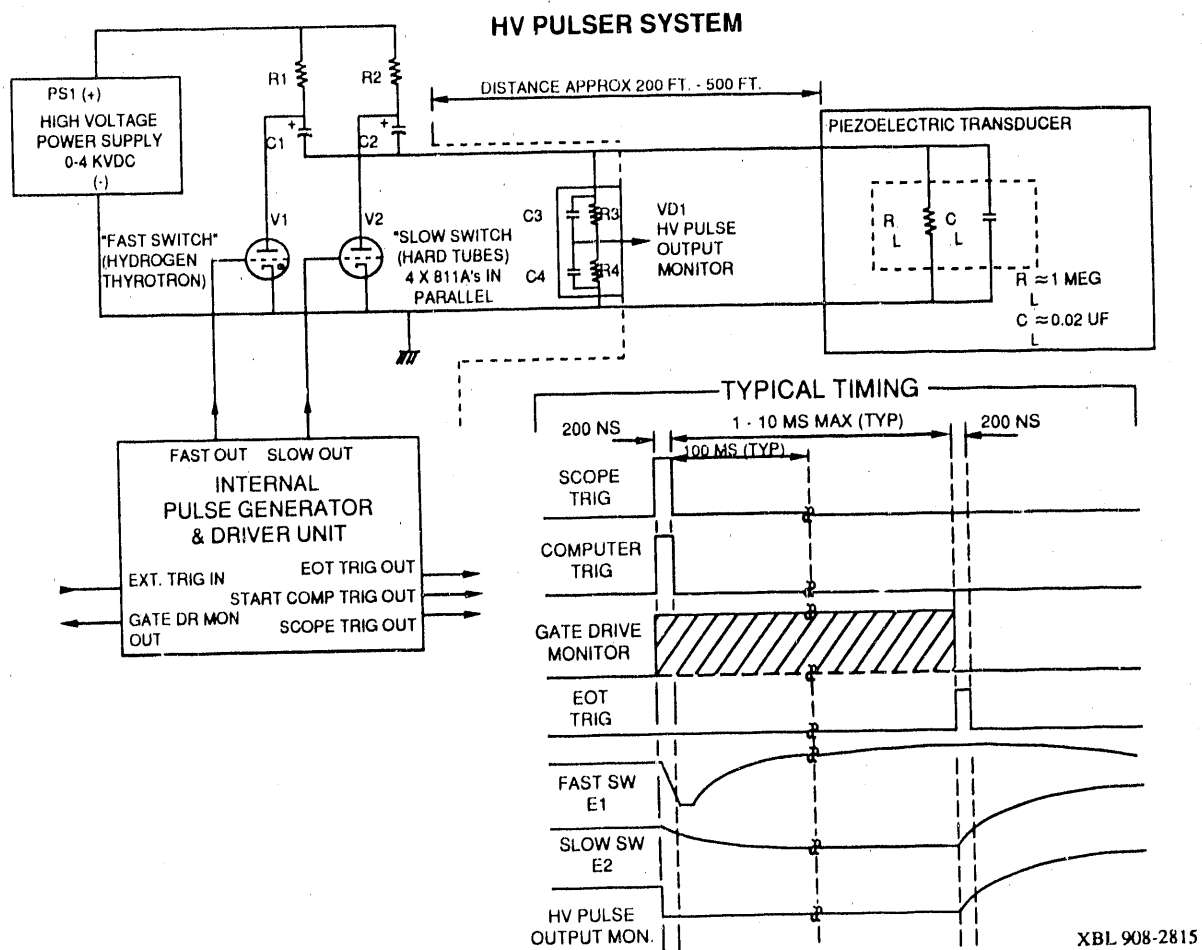 HV PULSER SYSTEM
PS1 (+)
HIGH VOLTAGE
POWER SUPPLY
0-4 KVDC
(-)
R1
R2
+
C1
+
C2
DISTANCE APPROX 200 FT. - 500 FT.
PIEZOELECTRIC TRANSDUCER
V1
V2
"FAST SWITCH"
(HYDROGEN
THYROTRON)
"SLOW SWITCH
(HARD TUBES)
4 X 811A's IN
PARALLEL
C3
R3
C4
R4
VD1
HV PULSE
OUTPUT
MONITOR
R
L
C
L
R ≈1 MEG
L
C ≈0.02 UF
L
FAST OUT SLOW OUT
INTERNAL
PULSE GENERATOR
& DRIVER UNIT
EXT. TRIG IN
GATE DR MON
OUT
EOT TRIG OUT
START COMP TRIG OUT
SCOPE TRIG OUT
TYPICAL TIMING
200 NS
1 - 10 MS MAX (TYP)
200 NS
100 MS (TYP)
SCOPE
TRIG
COMPUTER
TRIG
GATE DRIVE
MONITOR
EOT
TRIG
FAST SW
E1
SLOW SW
E2
HV PULSE
OUTPUT MON.
XBL 908-2815